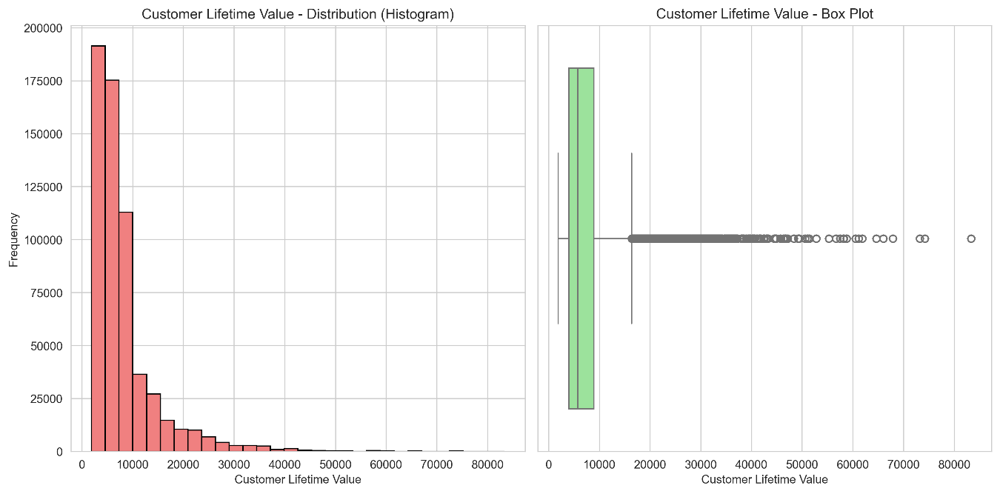 Customer Lifetime Value - Distribution (Histogram)
200000
175000
150000
125000
100000
75000
50000
25000
0
Frequency
0 10000 20000 30000 40000 50000 60000 70000 80000
Customer Lifetime Value
Customer Lifetime Value - Box Plot
0 10000 20000 30000 40000 50000 60000 70000 80000
Customer Lifetime Value